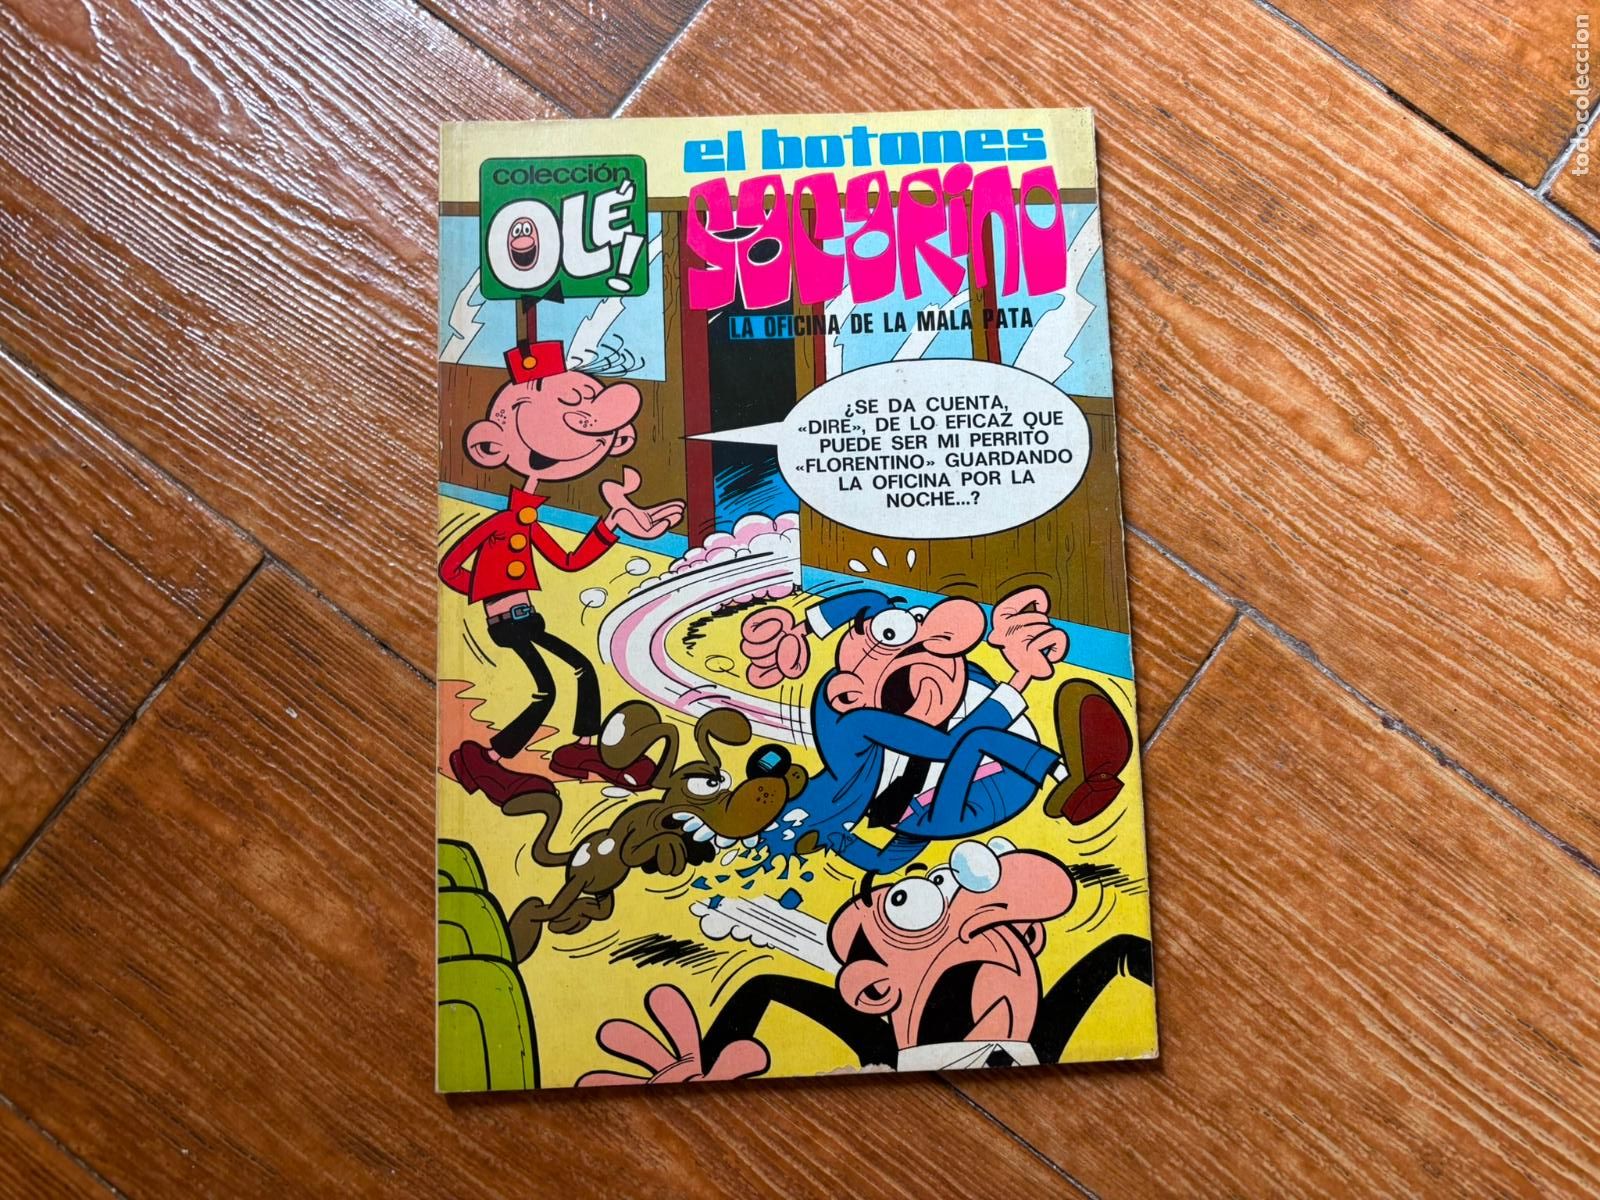 el botones
Sacarino
LA OFICINA DE LA MALA PATA
colección
OLÉ!
¿SE DA CUENTA,
«DIRE», DE LO EFICAZ QUE
PUEDE SER MI PERRITO
«FLORENTINO» GUARDANDO
LA OFICINA POR LA
NOCHE...?
todocoleccion